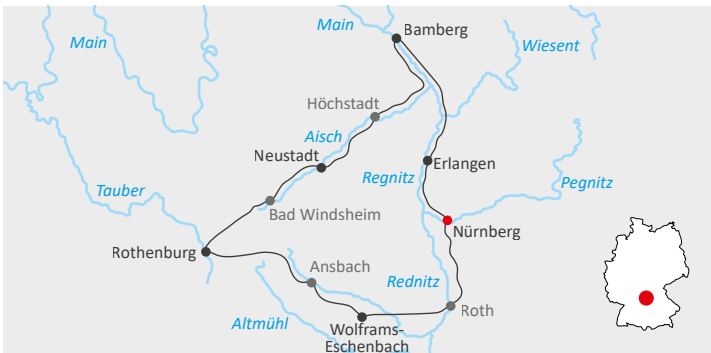 Main
Bamberg
Main
Wiesent
Höchstadt
Aisch
Neustadt
Erlangen
Regnitz
Pegnitz
Tauber
Bad Windsheim
Nürnberg
Rothenburg
Ansbach
Rednitz
Roth
Altmühl
Wolframs-
Eschenbach